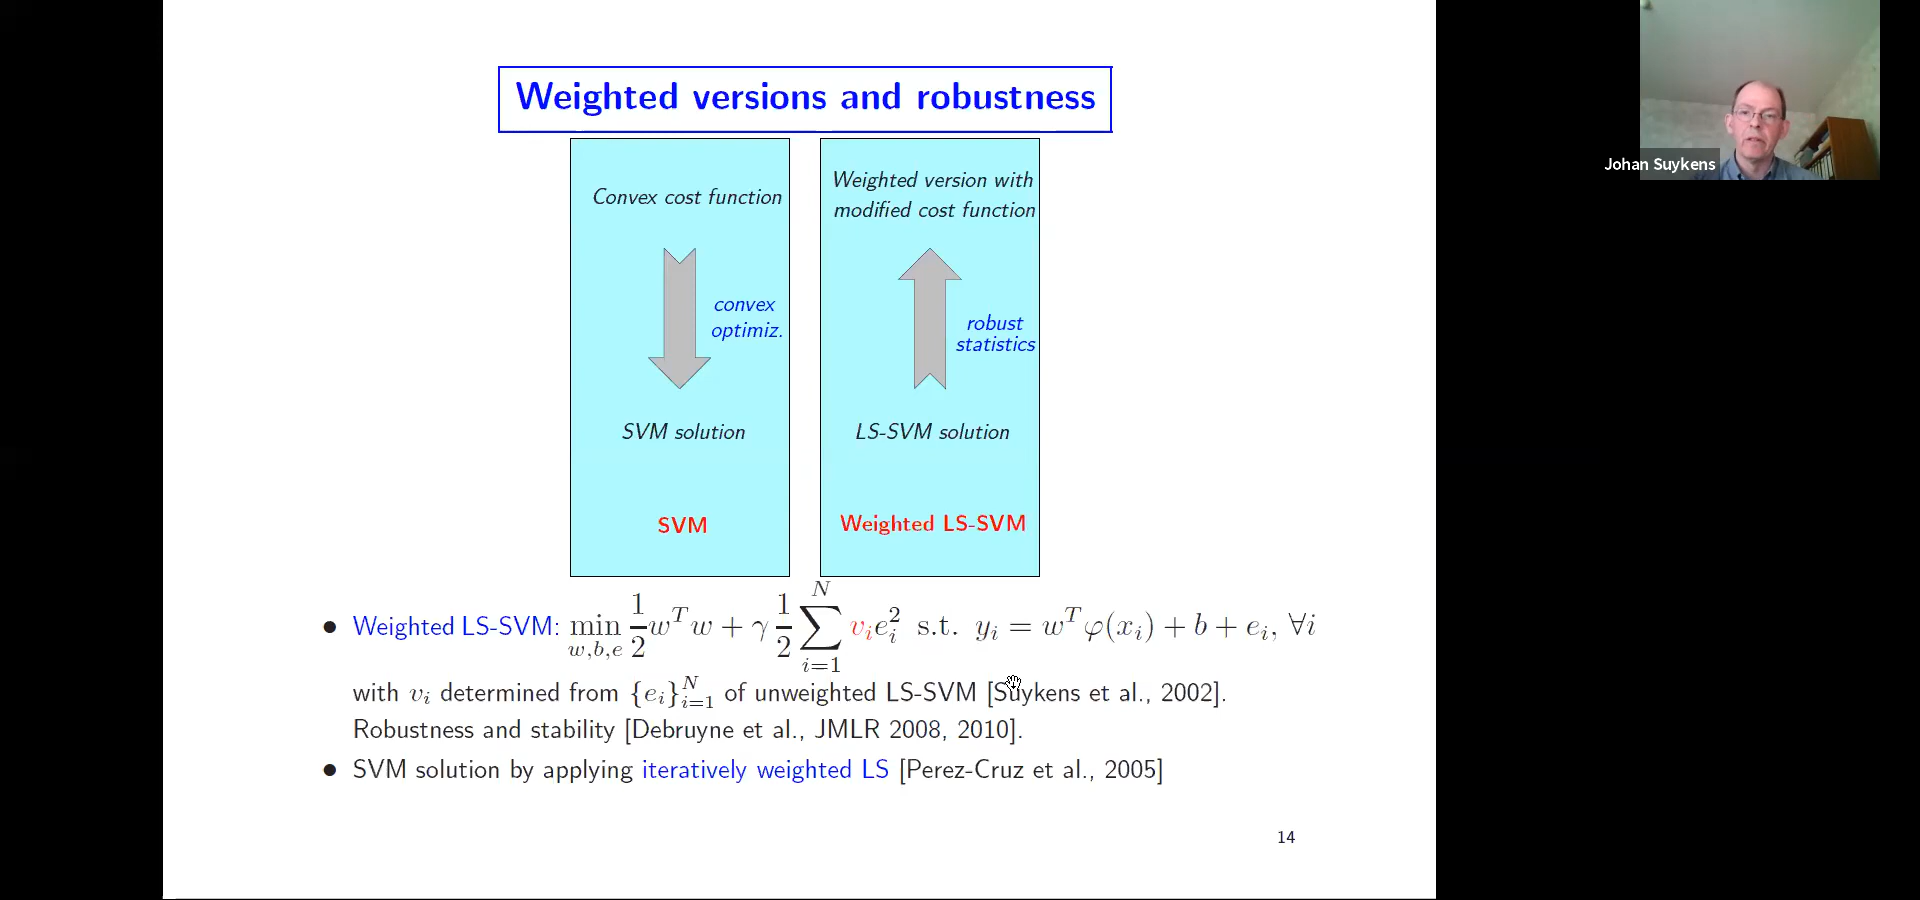 Weighted versions and robustness
Convex cost function
convex
optimiz.
SVM solution
SVM
Weighted version with
modified cost function
robust
statistics
LS-SVM solution
Weighted LS-SVM
• Weighted LS-SVM: min_{w,b,e} 1/2 w^T w + γ 1/2 ∑_{i=1}^{N} v_i e_i^2 s.t. y_i = w^T φ(x_i) + b + e_i, ∀i
with v_i determined from {e_i}_{i=1}^{N} of unweighted LS-SVM [Suykens et al., 2002].
Robustness and stability [Debruyne et al., JMLR 2008, 2010].
• SVM solution by applying iteratively weighted LS [Perez-Cruz et al., 2005]
14
Johan Suykens